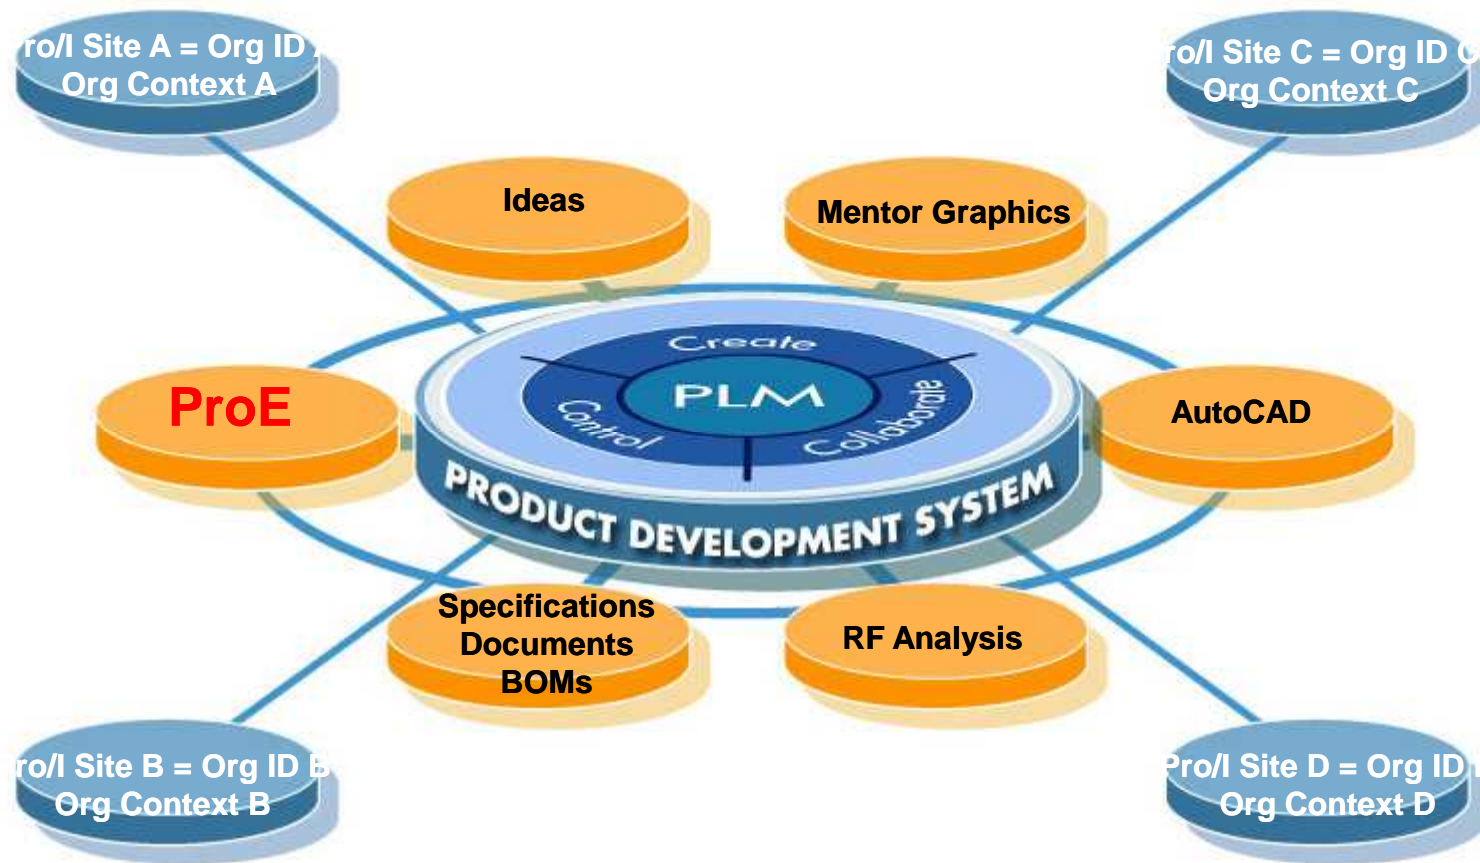 ro/I Site A = Org ID A
Org Context A
ro/I Site C = Org ID C
Org Context C
Ideas
Mentor Graphics
Create
PLM
Control
Collaborate
ProE
AutoCAD
PRODUCT DEVELOPMENT SYSTEM
Specifications
Documents
BOMs
RF Analysis
ro/I Site B = Org ID B
Org Context B
Pro/I Site D = Org ID
Org Context D